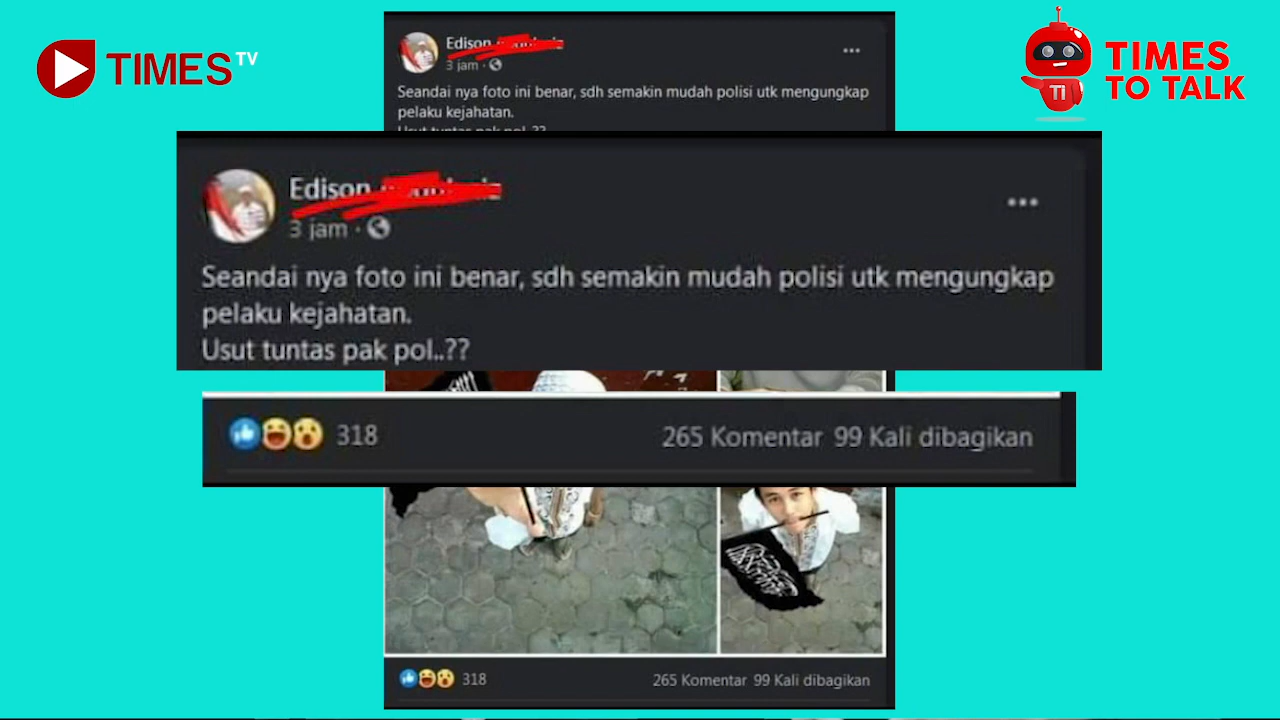 TIMES TV
TIMES
TO TALK
TI
Edison
3 jam ·
Seandai nya foto ini benar, sdh semakin mudah polisi utk mengungkap
pelaku kejahatan.
Edison
3 jam ·
Seandai nya foto ini benar, sdh semakin mudah polisi utk mengungkap
pelaku kejahatan.
Usut tuntas pak pol..??
318 265 Komentar 99 Kali dibagikan
318 265 Komentar 99 Kali dibagikan